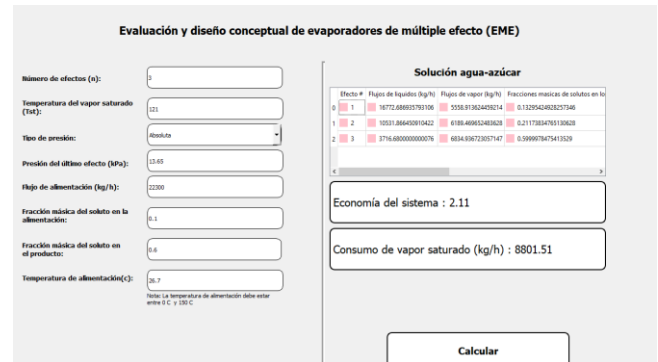 Evaluación y diseño conceptual de evaporadores de múltiple efecto (EME)
Número de efectos (n):
3
Temperatura del vapor saturado
(Tst):
121
Tipo de presión:
Absoluta
Presión del último efecto (kPa):
13.65
Flujo de alimentación (kg/h):
22300
Fracción másica del soluto en la
alimentación:
0.1
Fracción másica del soluto en
el producto:
0.6
Temperatura de alimentación(c):
26.7
Nota: La temperatura de alimentación debe estar
entre 0 C y 150 C
Solución agua-azúcar
Efecto # Flujos de liquidos (kg/h) Flujos de vapor (kg/h) Fracciones masicas de solutos en lo
0 1 16772.686935793106 5558.913624459214 0.13295424928257346
1 2 10531.066450910422 6189.469652483628 0.21173834765130628
2 3 3716.6800000000076 6834.936723057147 0.5999978475413529
Economía del sistema : 2.11
Consumo de vapor saturado (kg/h) : 8801.51
Calcular